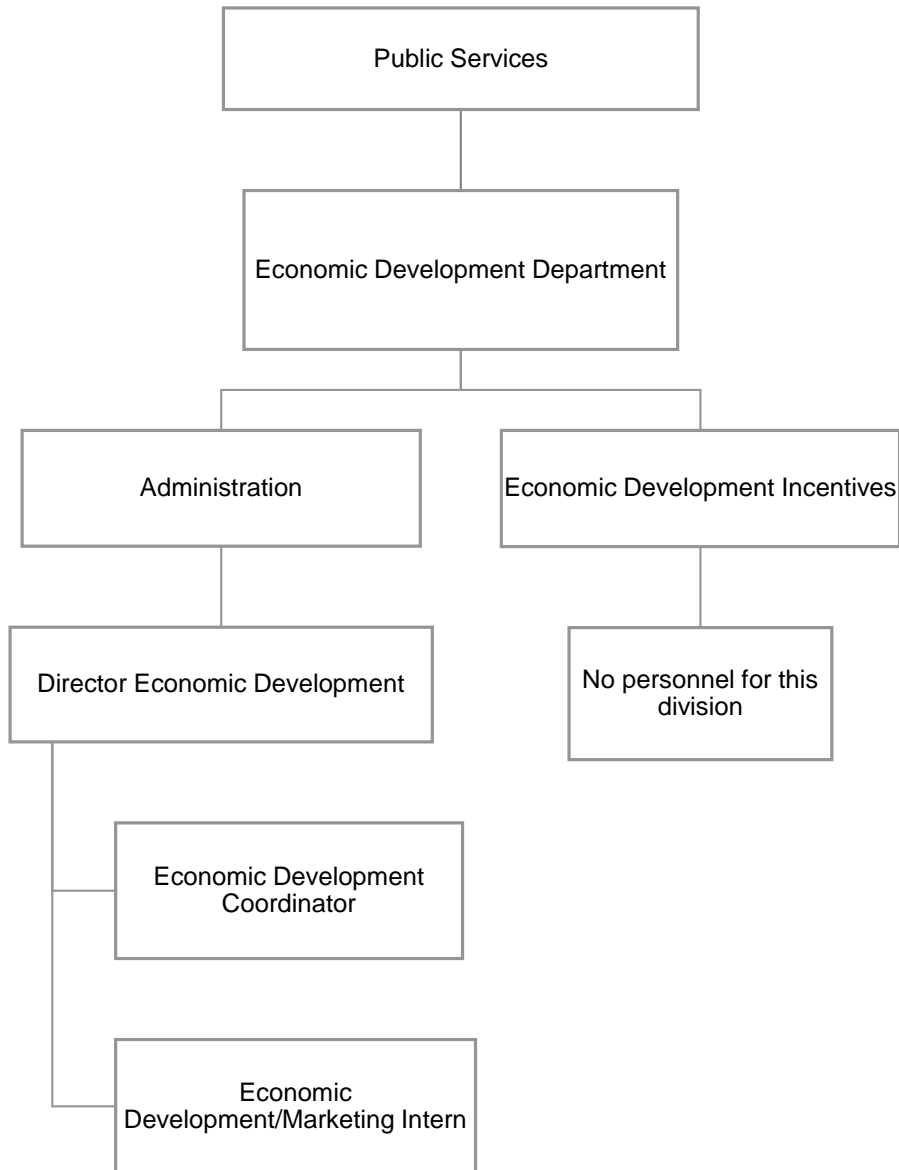 Public Services
Economic Development Department
Administration
Economic Development Incentives
Director Economic Development
No personnel for this
division
Economic Development
Coordinator
Economic
Development/Marketing Intern